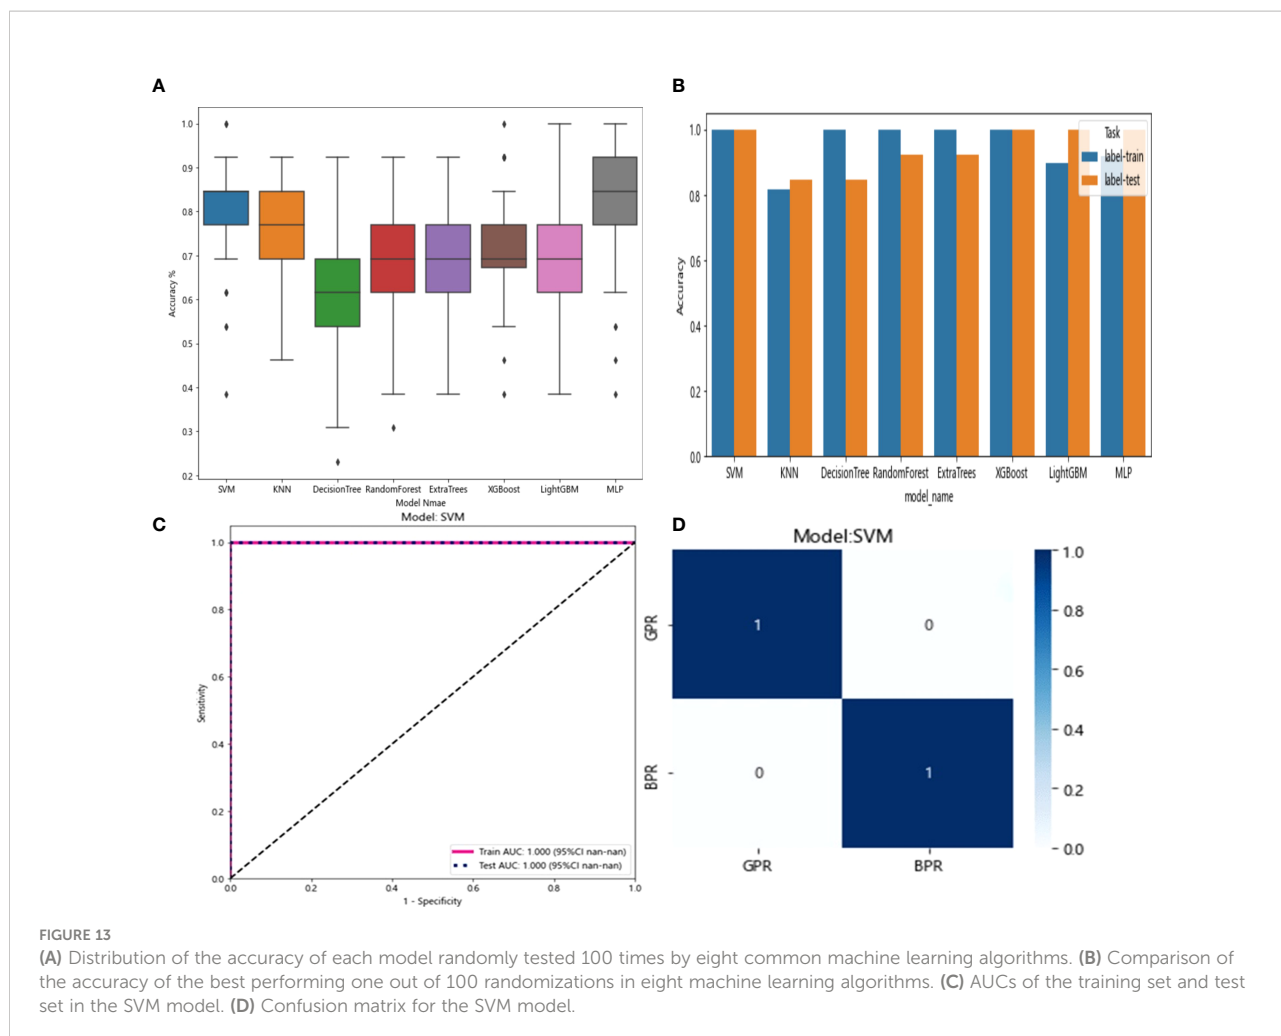 A
B
1.0
0.9
0.8
0.7
0.6
0.5
0.4
0.3
0.2
Accuracy %
SVM KNN DecisionTree RandomForest ExtraTrees XGBoost LightGBM MLP
Model Nmae
1.0
0.8
0.6
0.4
0.2
0.0
Accuracy
Task
label-train
label-test
SVM KNN DecisionTree RandomForest ExtraTrees XGBoost LightGBM MLP
model_name
C
Model: SVM
1.0
0.8
0.6
0.4
0.2
0.0
Sensitivity
Train AUC: 1.000 (95%CI nan-nan)
Test AUC: 1.000 (95%CI nan-nan)
0.0 0.2 0.4 0.6 0.8 1.0
1 - Specificity
D
Model:SVM
GPR
1 0
BPR
0 1
GPR BPR
1.0
0.8
0.6
0.4
0.2
0.0
FIGURE 13
(A) Distribution of the accuracy of each model randomly tested 100 times by eight common machine learning algorithms. (B) Comparison of
the accuracy of the best performing one out of 100 randomizations in eight machine learning algorithms. (C) AUCs of the training set and test
set in the SVM model. (D) Confusion matrix for the SVM model.